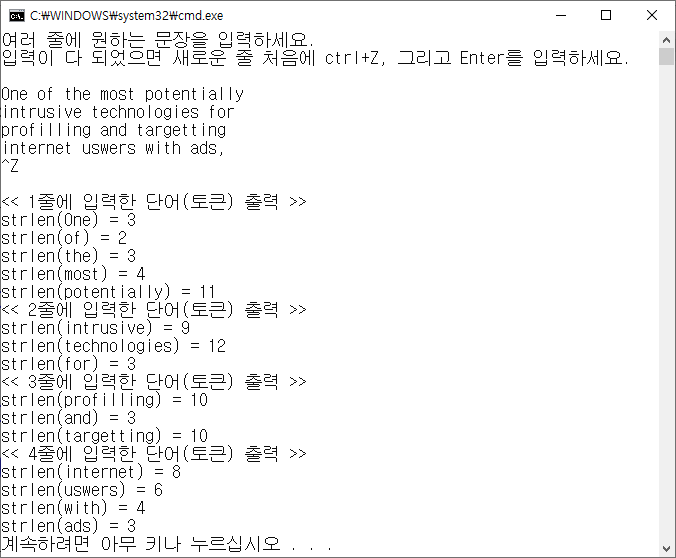 C:₩WINDOWS₩system32₩cmd.exe
여러 줄에 원하는 문장을 입력하세요.
입력이 다 되었으면 새로운 줄 처음에 ctrl+Z, 그리고 Enter를 입력하세요.
One of the most potentially
intrusive technologies for
profilling and targetting
internet uswers with ads,
^Z
<< 1줄에 입력한 단어(토큰) 출력 >>
strlen(One) = 3
strlen(of) = 2
strlen(the) = 3
strlen(most) = 4
strlen(potentially) = 11
<< 2줄에 입력한 단어(토큰) 출력 >>
strlen(intrusive) = 9
strlen(technologies) = 12
strlen(for) = 3
<< 3줄에 입력한 단어(토큰) 출력 >>
strlen(profilling) = 10
strlen(and) = 3
strlen(targetting) = 10
<< 4줄에 입력한 단어(토큰) 출력 >>
strlen(internet) = 8
strlen(uswers) = 6
strlen(with) = 4
strlen(ads) = 3
계속하려면 아무 키나 누르십시오 . . .